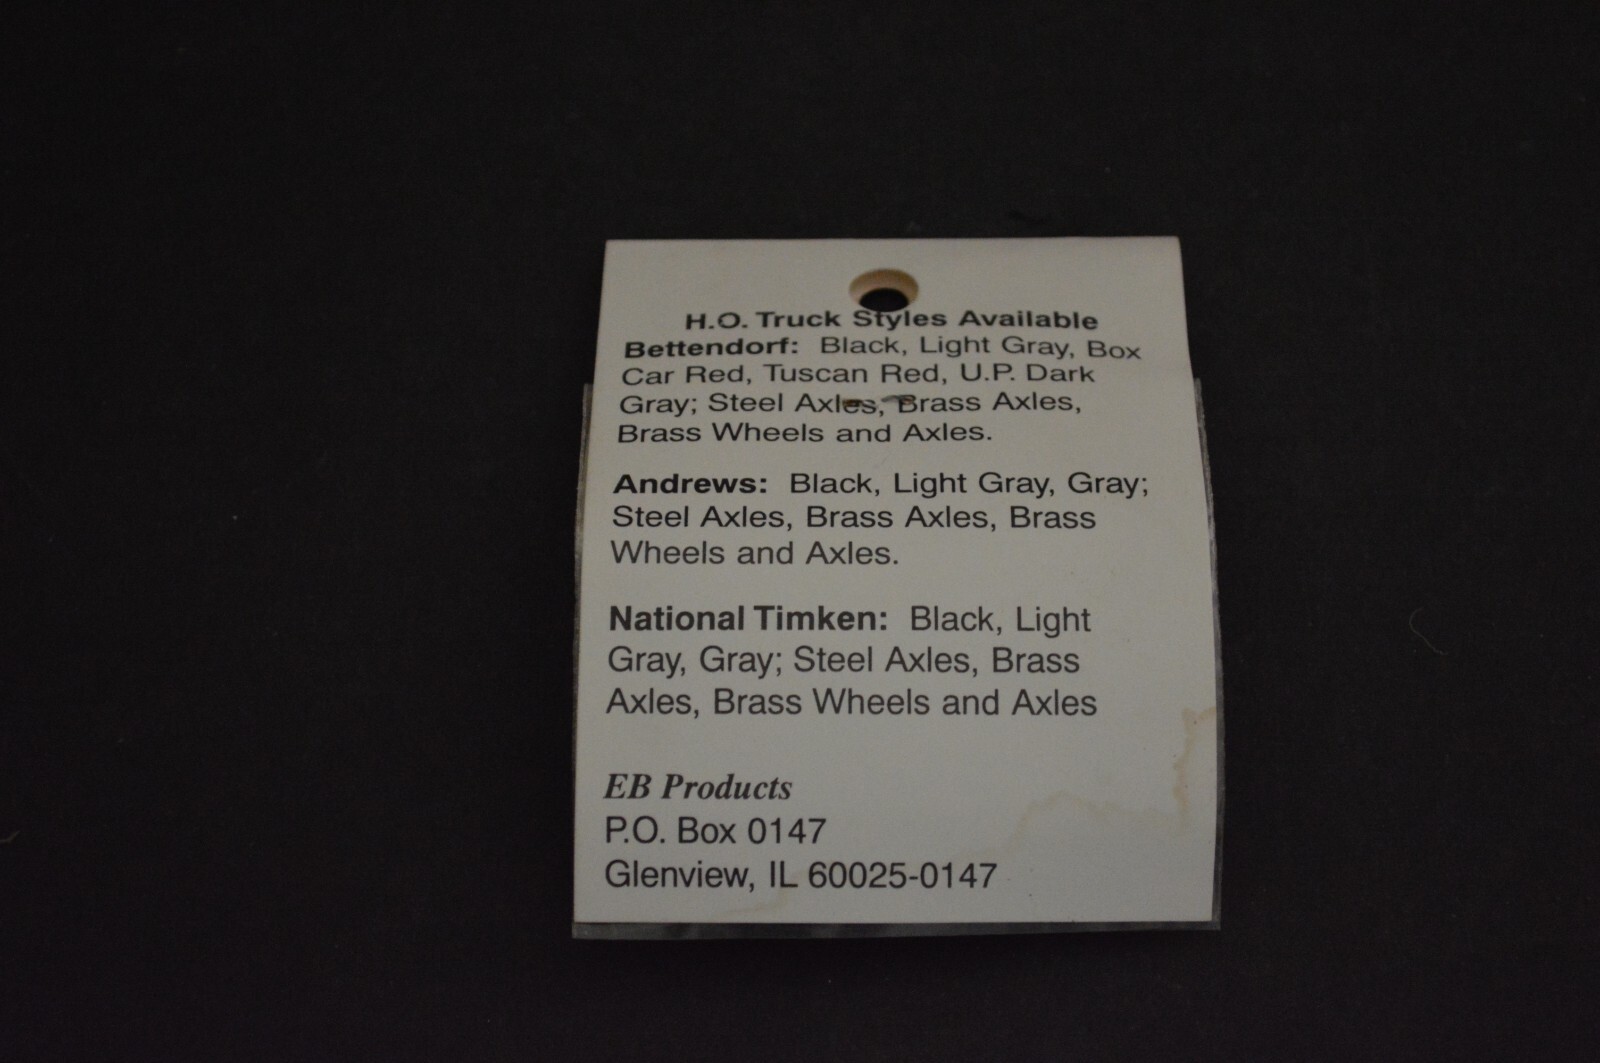 H.O. Truck Styles Available
Bettendorf: Black, Light Gray, Box
Car Red, Tuscan Red, U.P. Dark
Gray; Steel Axles, Brass Axles,
Brass Wheels and Axles.
Andrews: Black, Light Gray, Gray;
Steel Axles, Brass Axles, Brass
Wheels and Axles.
National Timken: Black, Light
Gray, Gray; Steel Axles, Brass
Axles, Brass Wheels and Axles
EB Products
P.O. Box 0147
Glenview, IL 60025-0147